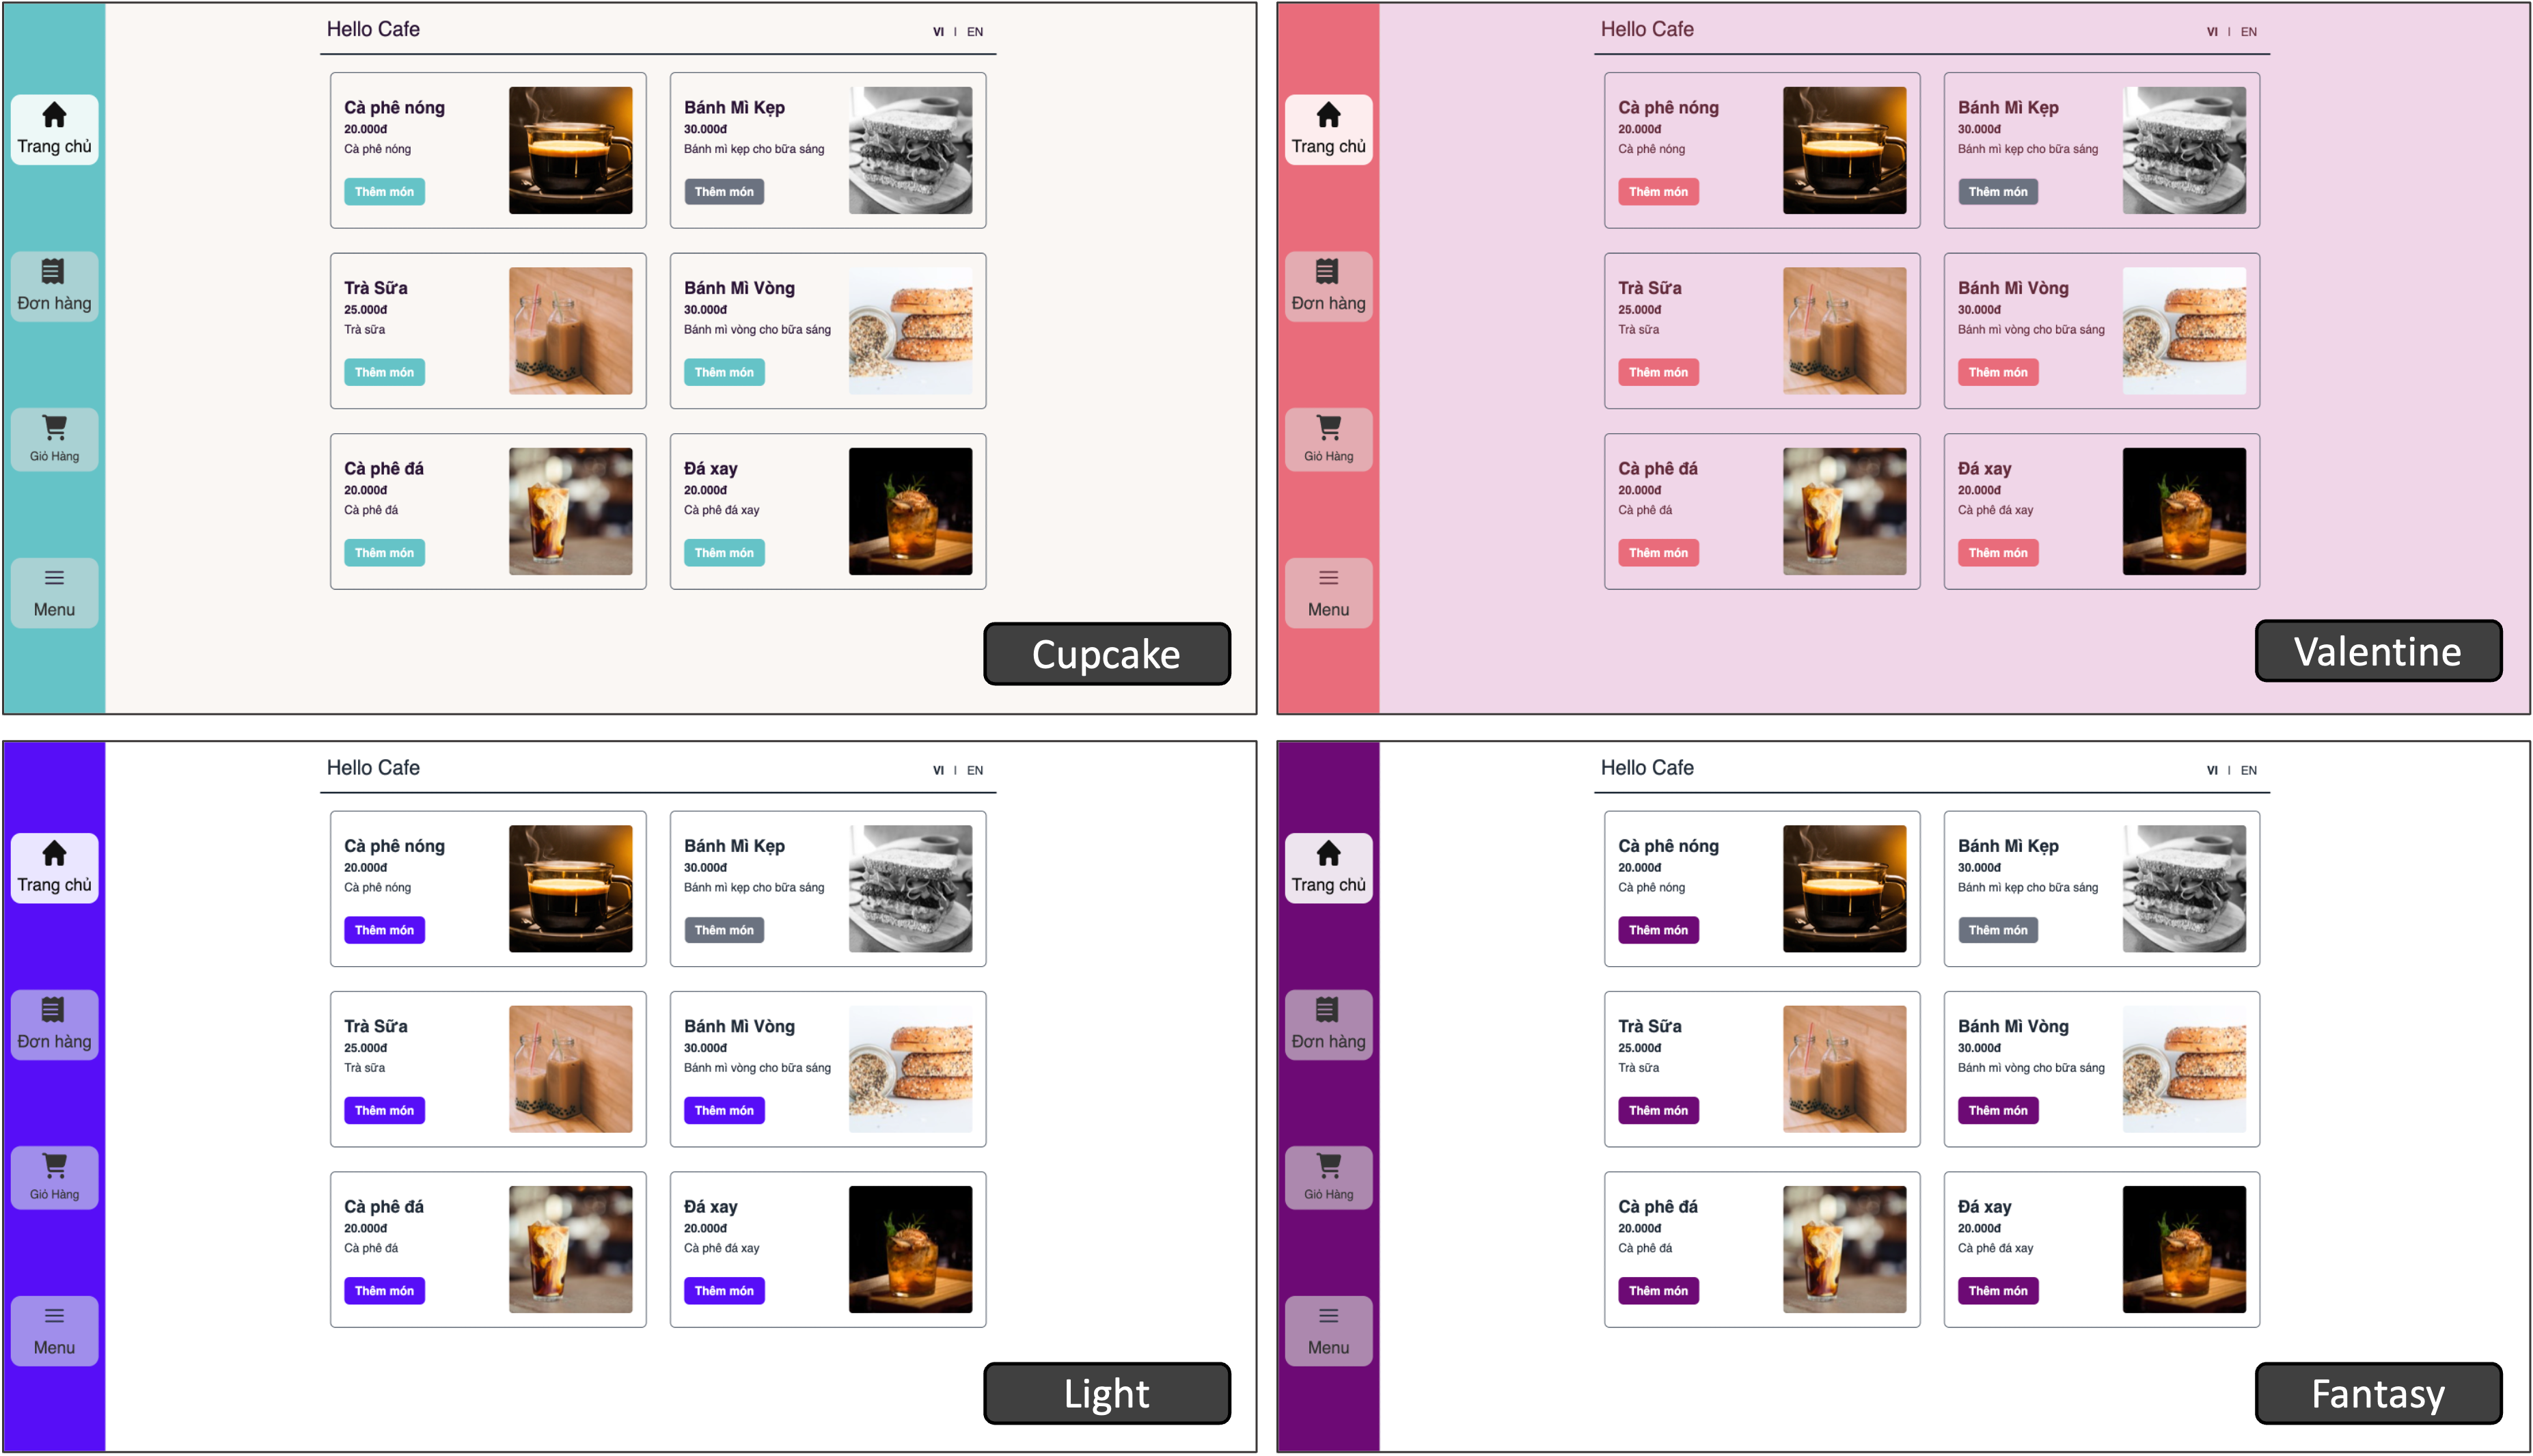 Hello Cafe
VI | EN
Trang chủ
Đơn hàng
Giỏ Hàng
Menu
Cà phê nóng
20.000đ
Cà phê nóng
Thêm món
Bánh Mì Kẹp
30.000đ
Bánh mì kẹp cho bữa sáng
Thêm món
Trà Sữa
25.000đ
Trà sữa
Thêm món
Bánh Mì Vòng
30.000đ
Bánh mì vòng cho bữa sáng
Thêm món
Cà phê đá
20.000đ
Cà phê đá
Thêm món
Đá xay
20.000đ
Cà phê đá xay
Thêm món
Cupcake
Hello Cafe
VI | EN
Trang chủ
Đơn hàng
Giỏ Hàng
Menu
Cà phê nóng
20.000đ
Cà phê nóng
Thêm món
Bánh Mì Kẹp
30.000đ
Bánh mì kẹp cho bữa sáng
Thêm món
Trà Sữa
25.000đ
Trà sữa
Thêm món
Bánh Mì Vòng
30.000đ
Bánh mì vòng cho bữa sáng
Thêm món
Cà phê đá
20.000đ
Cà phê đá
Thêm món
Đá xay
20.000đ
Cà phê đá xay
Thêm món
Valentine
Hello Cafe
VI | EN
Trang chủ
Đơn hàng
Giỏ Hàng
Menu
Cà phê nóng
20.000đ
Cà phê nóng
Thêm món
Bánh Mì Kẹp
30.000đ
Bánh mì kẹp cho bữa sáng
Thêm món
Trà Sữa
25.000đ
Trà sữa
Thêm món
Bánh Mì Vòng
30.000đ
Bánh mì vòng cho bữa sáng
Thêm món
Cà phê đá
20.000đ
Cà phê đá
Thêm món
Đá xay
20.000đ
Cà phê đá xay
Thêm món
Light
Hello Cafe
VI | EN
Trang chủ
Đơn hàng
Giỏ Hàng
Menu
Cà phê nóng
20.000đ
Cà phê nóng
Thêm món
Bánh Mì Kẹp
30.000đ
Bánh mì kẹp cho bữa sáng
Thêm món
Trà Sữa
25.000đ
Trà sữa
Thêm món
Bánh Mì Vòng
30.000đ
Bánh mì vòng cho bữa sáng
Thêm món
Cà phê đá
20.000đ
Cà phê đá
Thêm món
Đá xay
20.000đ
Cà phê đá xay
Thêm món
Fantasy